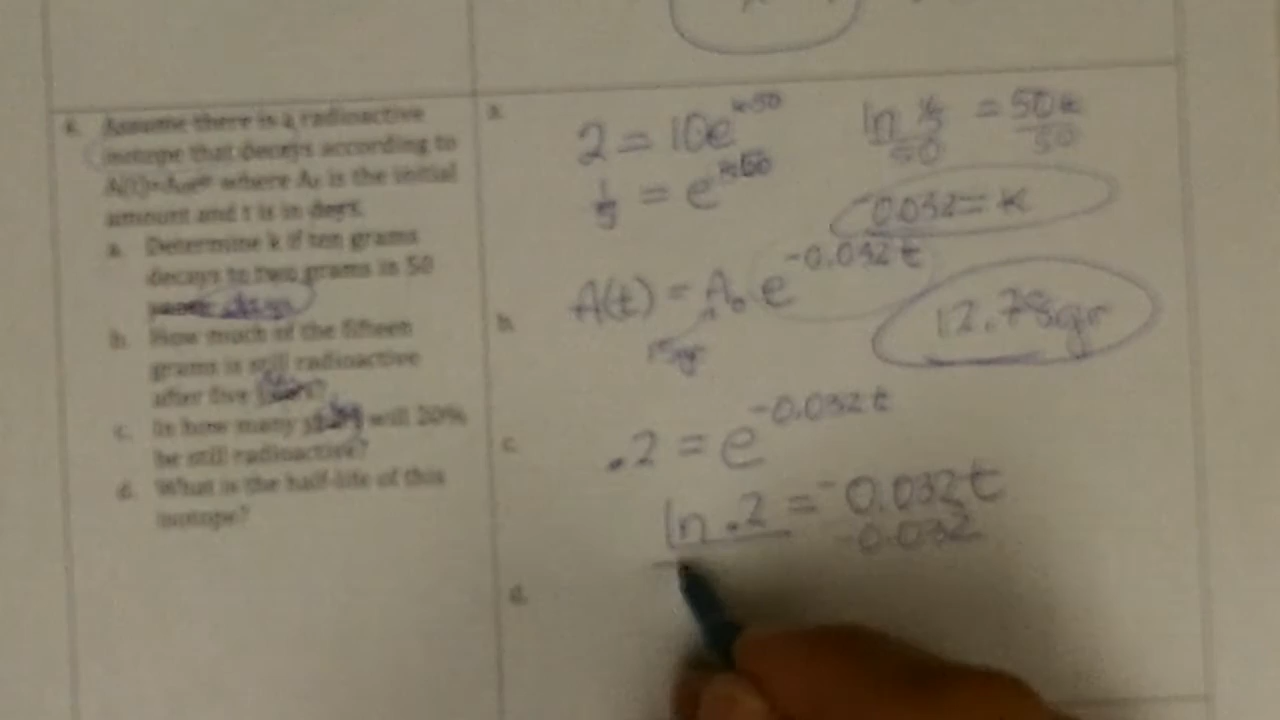 Assume there is a radioactive
isotope that decays according to
where A₀ is the initial
amount and t is in days.
a. Determine k if ten grams
decays to two grams in 50
b. How much of the fifteen
grams is still radioactive
after five
c. In how many will 20%
be still radioactive?
d. What is the half-life of this
isotope?
a.
2 = 10e^k50
1/5 = e^k50
ln 1/5 = 50k
50 50
-0.032 = k
b.
A(t) = A₀ e^-0.032t
15gr
12.78gr
c.
.2 = e^-0.032t
ln .2 = -0.032t
-0.032
d.